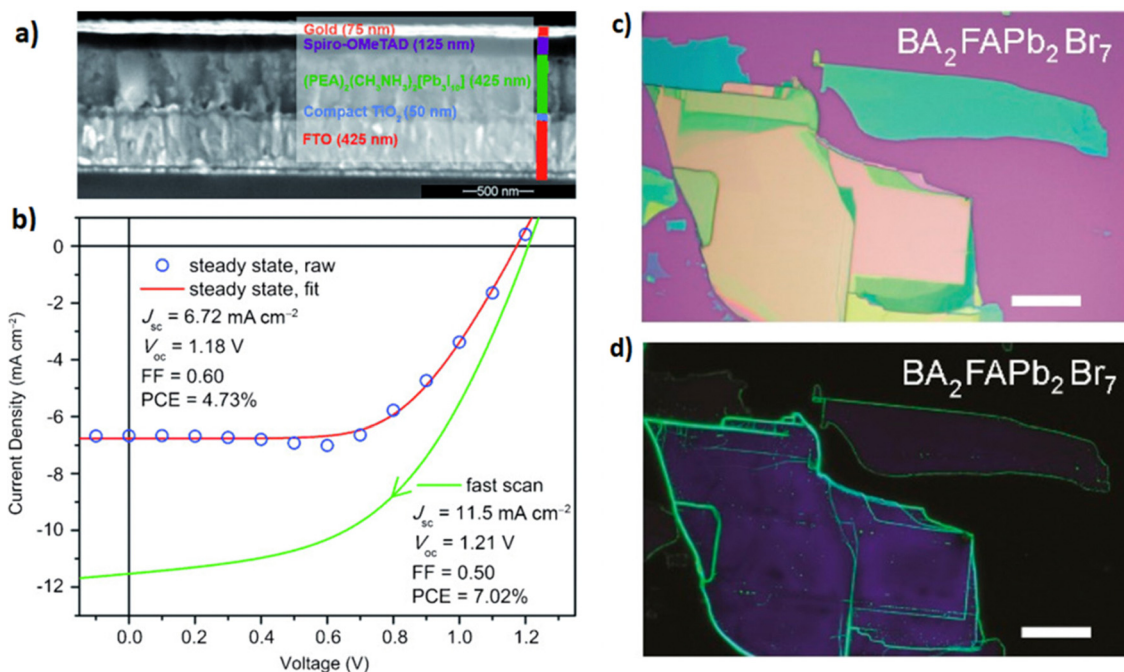 a)
Gold (75 nm)
Spiro-OMeTAD (125 nm)
(PEA)₂(CH₃NH₃)₂[Pb₃I₁₀] (425 nm)
Compact TiO₂ (50 nm)
FTO (425 nm)
500 nm
b)
0
-2
-4
-6
-8
-10
-12
Current Density (mA cm⁻²)
steady state, raw
steady state, fit
Jsc = 6.72 mA cm⁻²
Voc = 1.18 V
FF = 0.60
PCE = 4.73%
fast scan
Jsc = 11.5 mA cm⁻²
Voc = 1.21 V
FF = 0.50
PCE = 7.02%
0.0 0.2 0.4 0.6 0.8 1.0 1.2
Voltage (V)
c)
BA₂FAPb₂Br₇
d)
BA₂FAPb₂Br₇